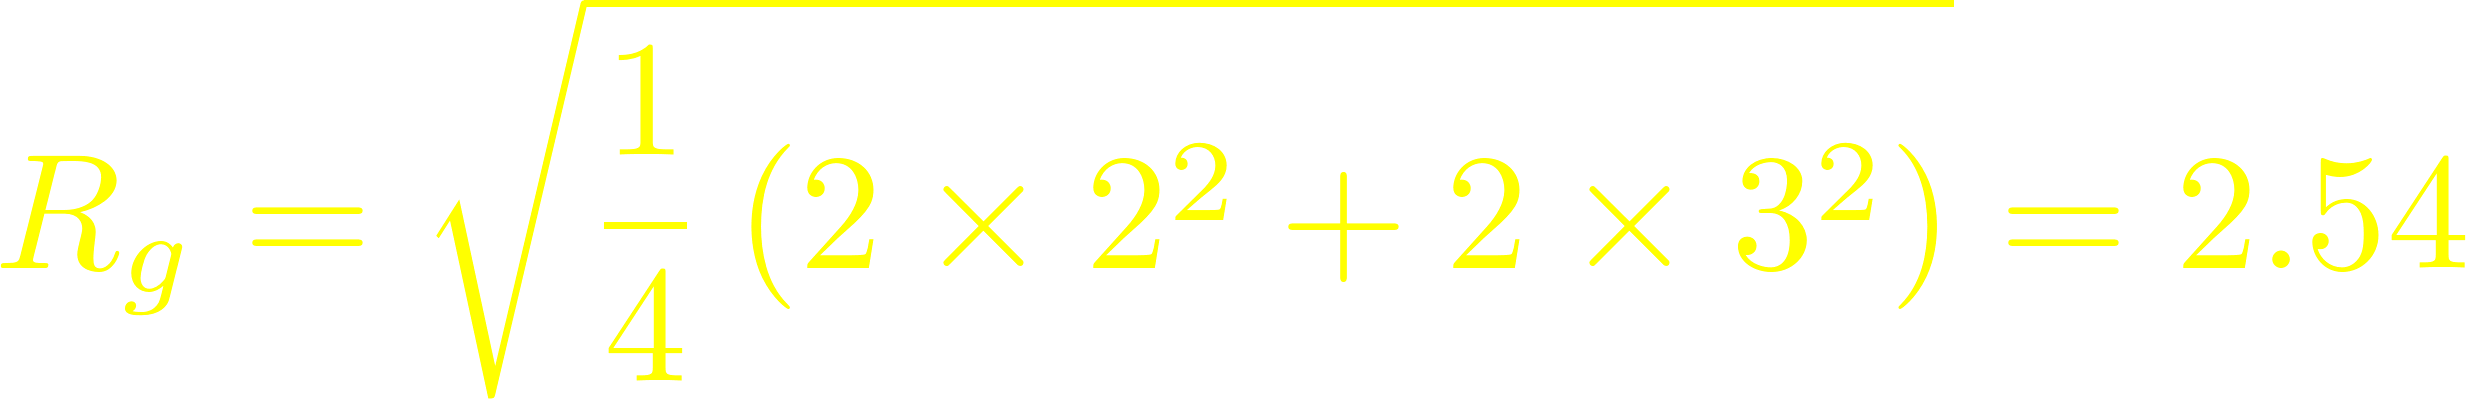 $R_g = \sqrt{\frac{1}{4}(2 \times 2^2 + 2 \times 3^2)} = 2.54$